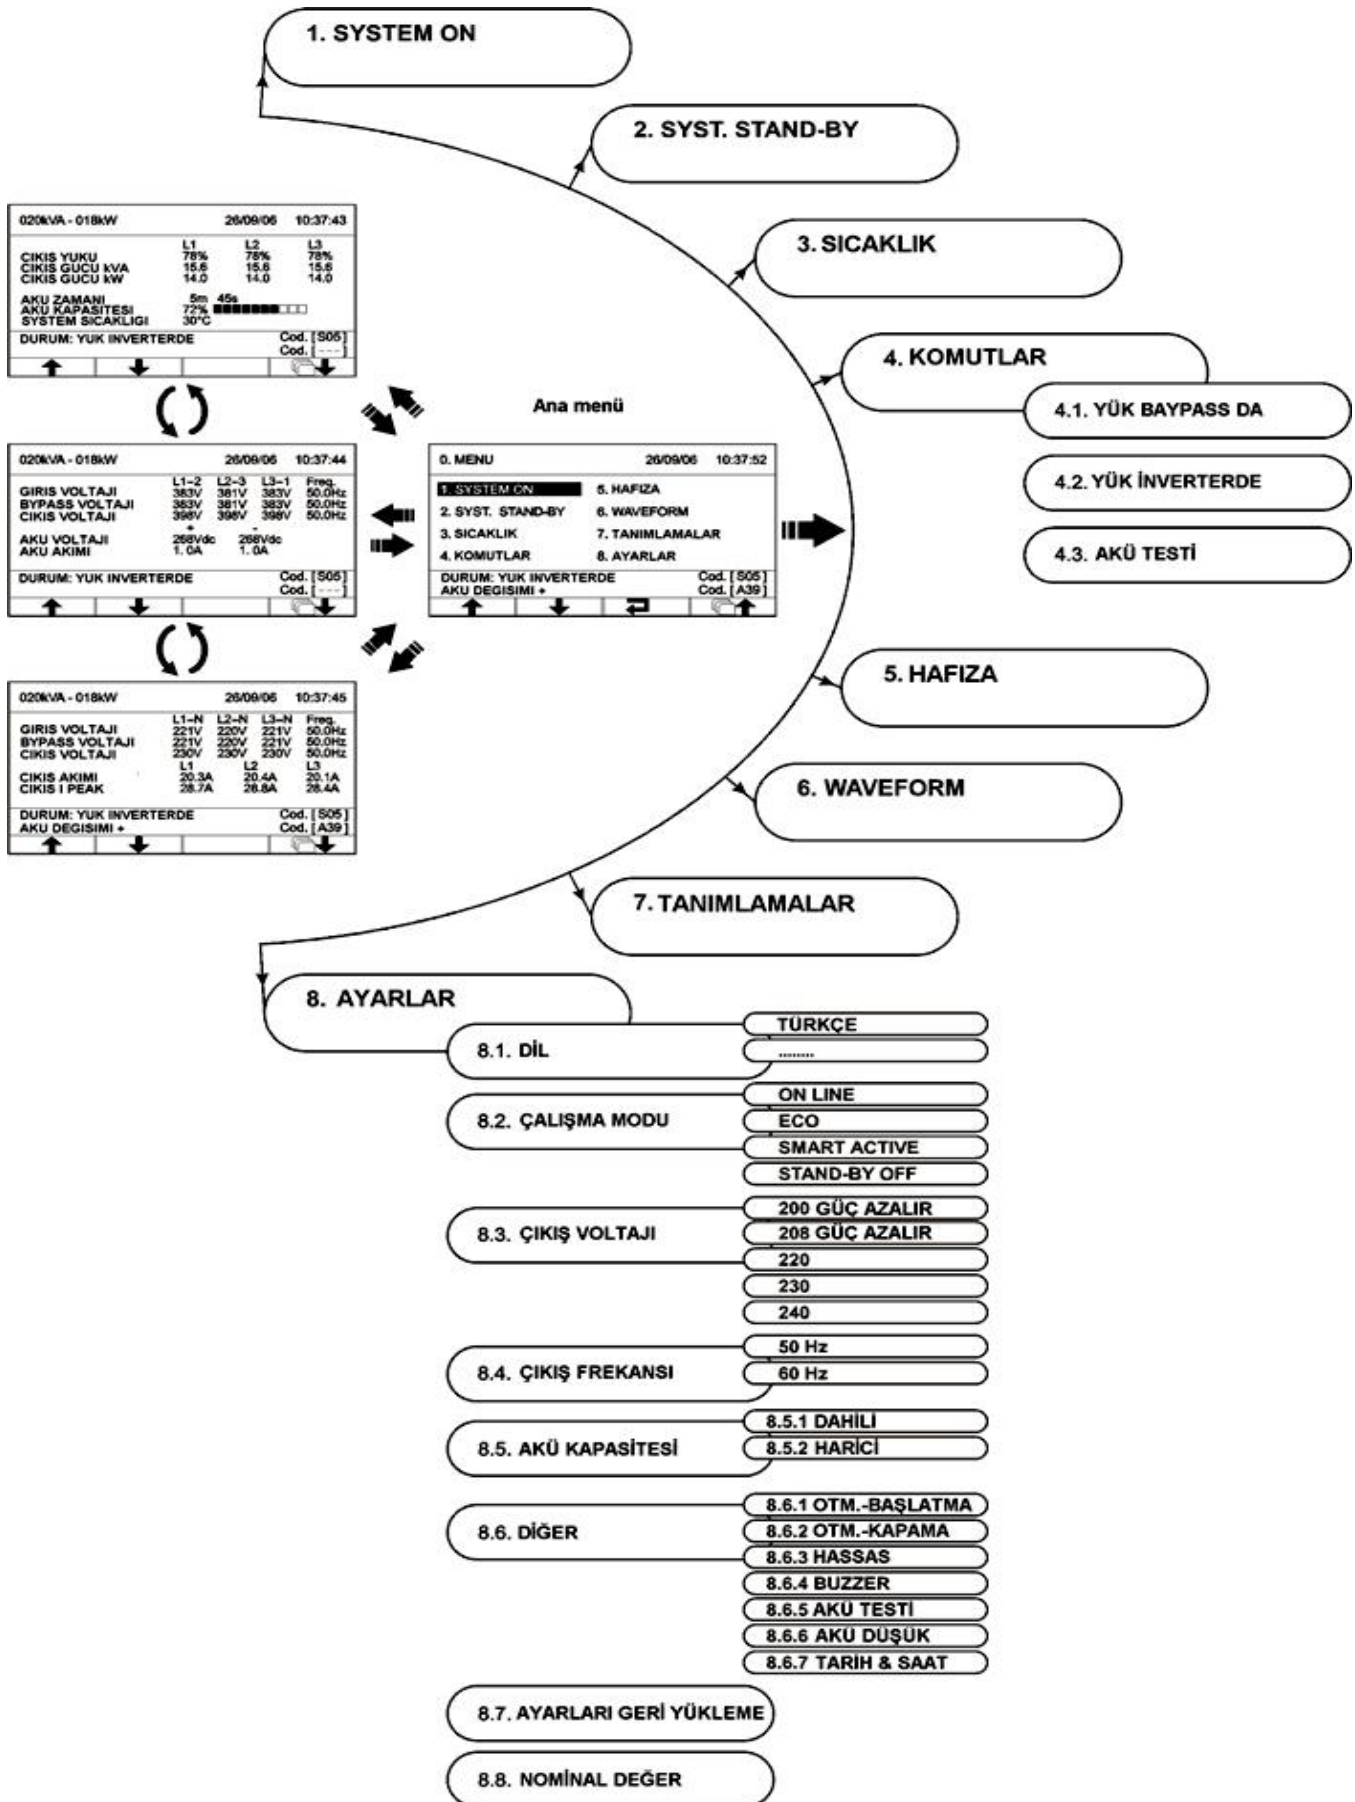 1. SYSTEM ON
2. SYST. STAND-BY
3. SICAKLIK
4. KOMUTLAR
4.1. YÜK BAYPASS DA
4.2. YÜK İNVERTERDE
4.3. AKÜ TESTİ
020kVA - 018kW 26/09/06 10:37:43
L1 L2 L3
CIKIS YUKU 78% 78% 78%
CIKIS GUCU kVA 15.6 15.6 15.6
CIKIS GUCU kW 14.0 14.0 14.0
AKU ZAMANI 5m 45s
AKU KAPASITESI 72%
SYSTEM SICAKLIGI 30°C
DURUM: YUK INVERTERDE Cod. [S05]
Cod. [---]
020kVA - 018kW 26/09/06 10:37:44
L1-2 L2-3 L3-1 Freq.
GIRIS VOLTAJI 383V 381V 383V 50.0Hz
BYPASS VOLTAJI 383V 381V 383V 50.0Hz
CIKIS VOLTAJI 398V 398V 398V 50.0Hz
+ -
AKU VOLTAJI 268Vdc 268Vdc
AKU AKIMI 1. 0A 1. 0A
DURUM: YUK INVERTERDE Cod. [S05]
Cod. [---]
020kVA - 018kW 26/09/06 10:37:45
L1-N L2-N L3-N Freq.
GIRIS VOLTAJI 221V 220V 221V 50.0Hz
BYPASS VOLTAJI 221V 220V 221V 50.0Hz
CIKIS VOLTAJI 230V 230V 230V 50.0Hz
L1 L2 L3
CIKIS AKIMI 20.3A 20.4A 20.1A
CIKIS I PEAK 28.7A 28.8A 28.4A
DURUM: YUK INVERTERDE Cod. [S05]
AKU DEGISIMI + Cod. [A39]
Ana menü
0. MENU 26/09/06 10:37:52
1. SYSTEM ON 5. HAFIZA
2. SYST. STAND-BY 6. WAVEFORM
3. SICAKLIK 7. TANIMLAMALAR
4. KOMUTLAR 8. AYARLAR
DURUM: YUK INVERTERDE Cod. [S05]
AKU DEGISIMI + Cod. [A39]
5. HAFIZA
6. WAVEFORM
7. TANIMLAMALAR
8. AYARLAR
8.1. DİL
TÜRKÇE
........
8.2. ÇALIŞMA MODU
ON LINE
ECO
SMART ACTIVE
STAND-BY OFF
8.3. ÇIKIŞ VOLTAJI
200 GÜÇ AZALIR
208 GÜÇ AZALIR
220
230
240
8.4. ÇIKIŞ FREKANSI
50 Hz
60 Hz
8.5. AKÜ KAPASİTESİ
8.5.1 DAHİLİ
8.5.2 HARİCİ
8.6. DİĞER
8.6.1 OTM.-BAŞLATMA
8.6.2 OTM.-KAPAMA
8.6.3 HASSAS
8.6.4 BUZZER
8.6.5 AKÜ TESTİ
8.6.6 AKÜ DÜŞÜK
8.6.7 TARİH & SAAT
8.7. AYARLARI GERİ YÜKLEME
8.8. NOMİNAL DEĞER